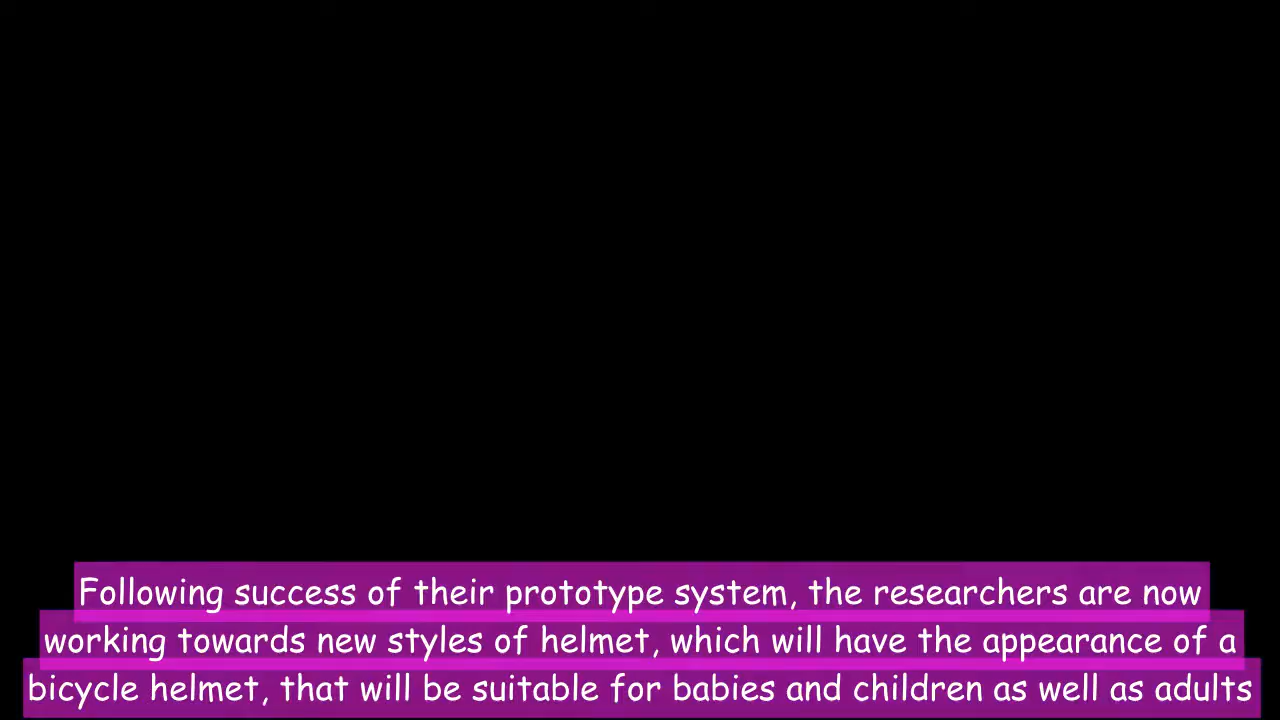 Following success of their prototype system, the researchers are now
working towards new styles of helmet, which will have the appearance of a
bicycle helmet, that will be suitable for babies and children as well as adults